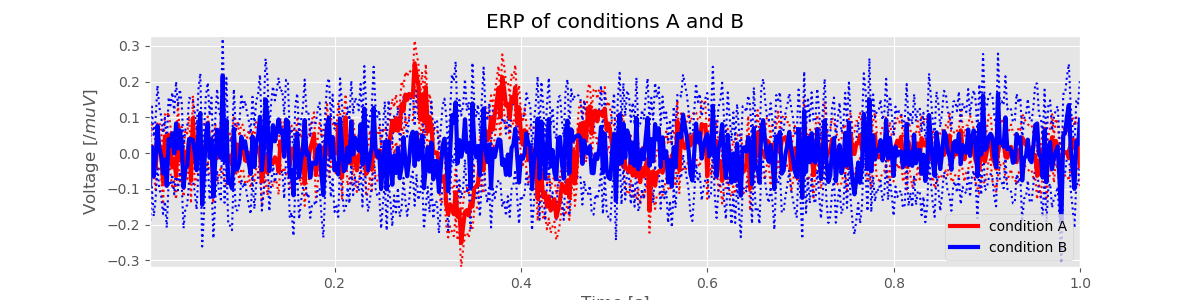 ERP of conditions A and B
Voltage [/muV]
0.3
0.2
0.1
0.0
−0.1
−0.2
−0.3
0.2
0.4
0.6
0.8
1.0
Time [s]
condition A
condition B